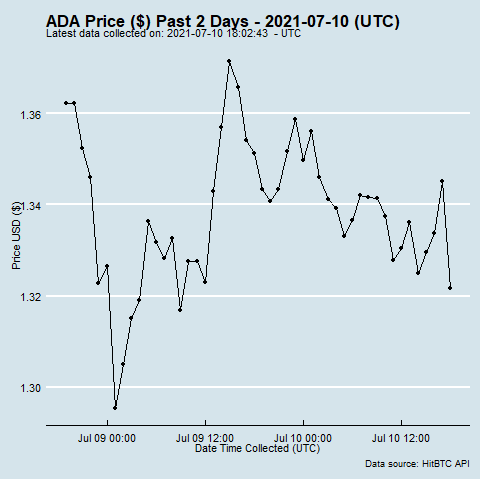 ADA Price ($) Past 2 Days - 2021-07-10 (UTC)
Latest data collected on: 2021-07-10 18:02:43 - UTC
1.36
1.34
1.32
1.30
Price USD ($)
Jul 09 00:00 Jul 09 12:00 Jul 10 00:00 Jul 10 12:00
Date Time Collected (UTC)
Data source: HitBTC API